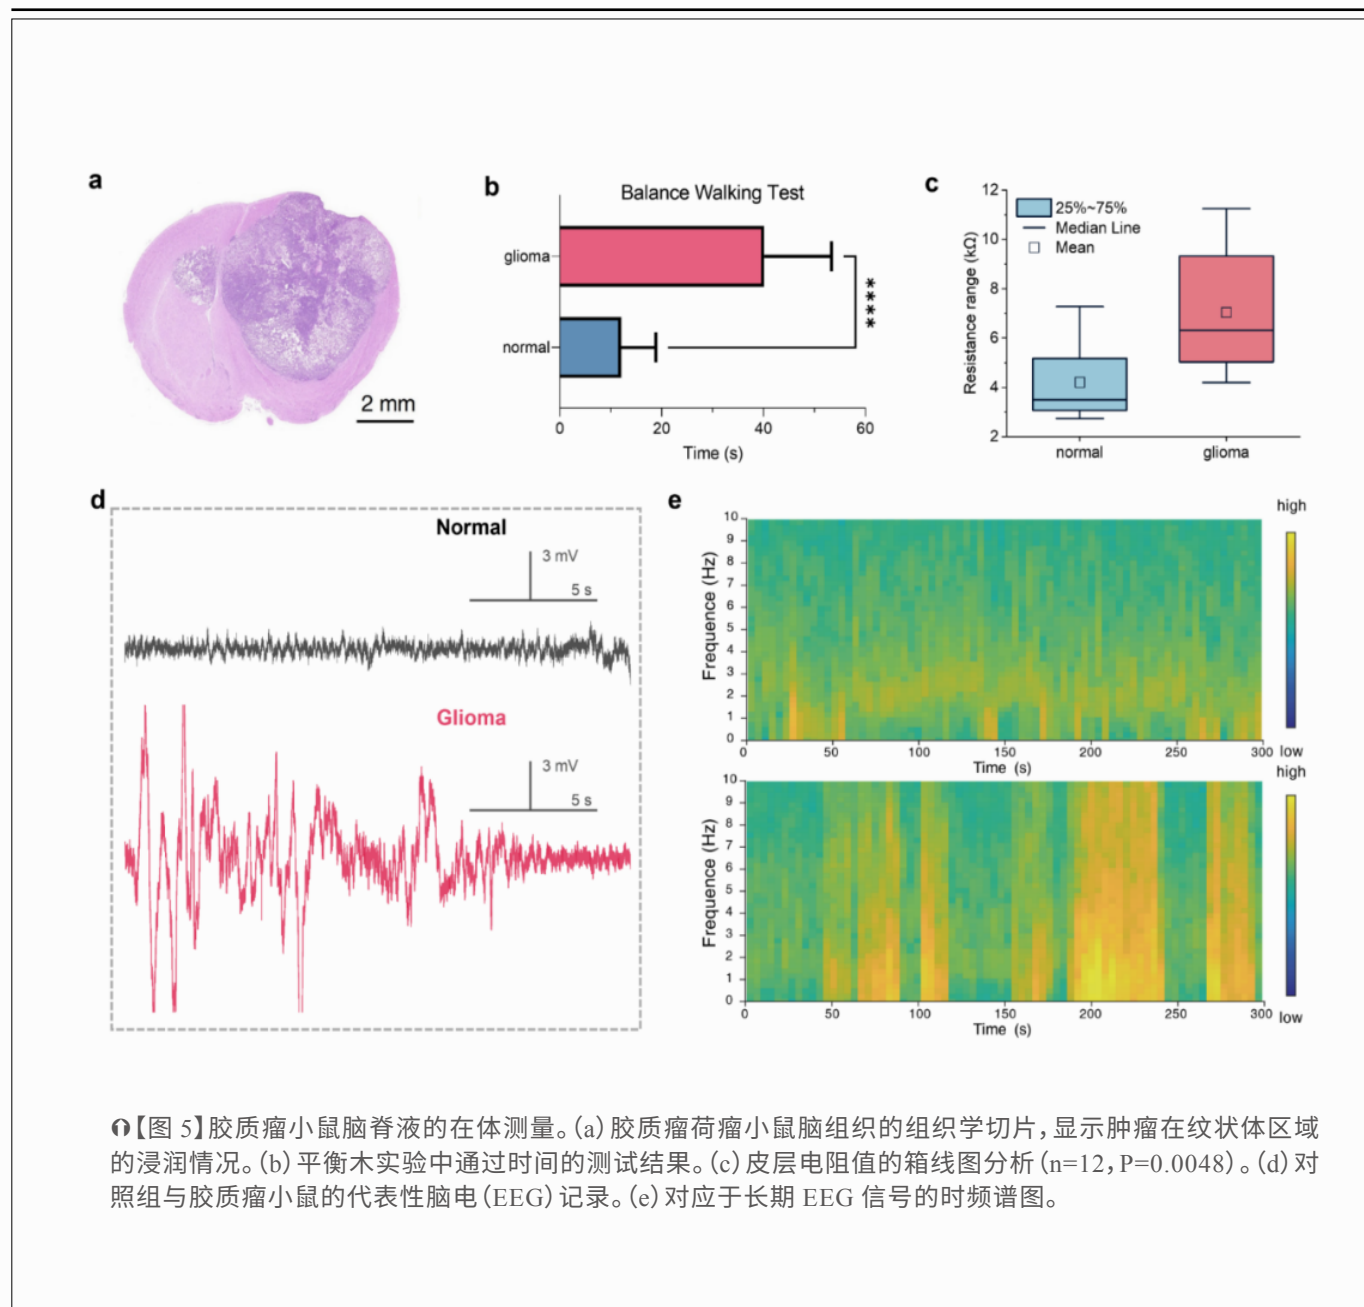 a
2 mm
b
Balance Walking Test
glioma
normal
****
0 20 40 60
Time (s)
c
12
10
8
6
4
2
Resistance range (kΩ)
25%~75%
Median Line
Mean
normal glioma
d
Normal
3 mV
5 s
Glioma
3 mV
5 s
e
high
10
9
8
7
6
5
4
3
2
1
0
Frequence (Hz)
0 50 100 150 200 250 300
Time (s)
low
high
10
9
8
7
6
5
4
3
2
1
0
Frequence (Hz)
0 50 100 150 200 250 300
Time (s)
low
【图 5】胶质瘤小鼠脑脊液的在体测量。(a)胶质瘤荷瘤小鼠脑组织的组织学切片,显示肿瘤在纹状体区域
的浸润情况。(b)平衡木实验中通过时间的测试结果。(c)皮层电阻值的箱线图分析(n=12,P=0.0048)。(d)对
照组与胶质瘤小鼠的代表性脑电(EEG)记录。(e)对应于长期 EEG 信号的时频谱图。